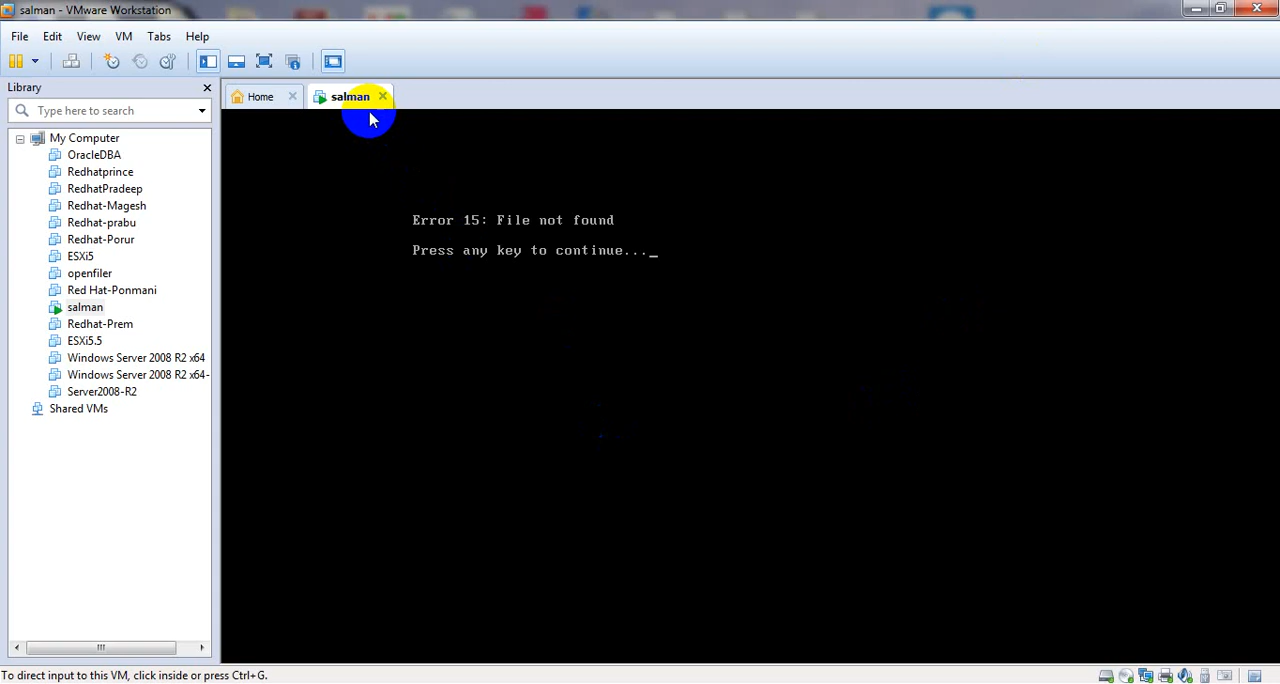 salman - VMware Workstation
File Edit View VM Tabs Help
Library
Type here to search
My Computer
OracleDBA
Redhatprince
RedhatPradeep
Redhat-Magesh
Redhat-prabu
Redhat-Porur
ESXi5
openfiler
Red Hat-Ponmani
salman
Redhat-Prem
ESXi5.5
Windows Server 2008 R2 x64
Windows Server 2008 R2 x64-
Server2008-R2
Shared VMs
Home
salman
Error 15: File not found
Press any key to continue..._
To direct input to this VM, click inside or press Ctrl+G.